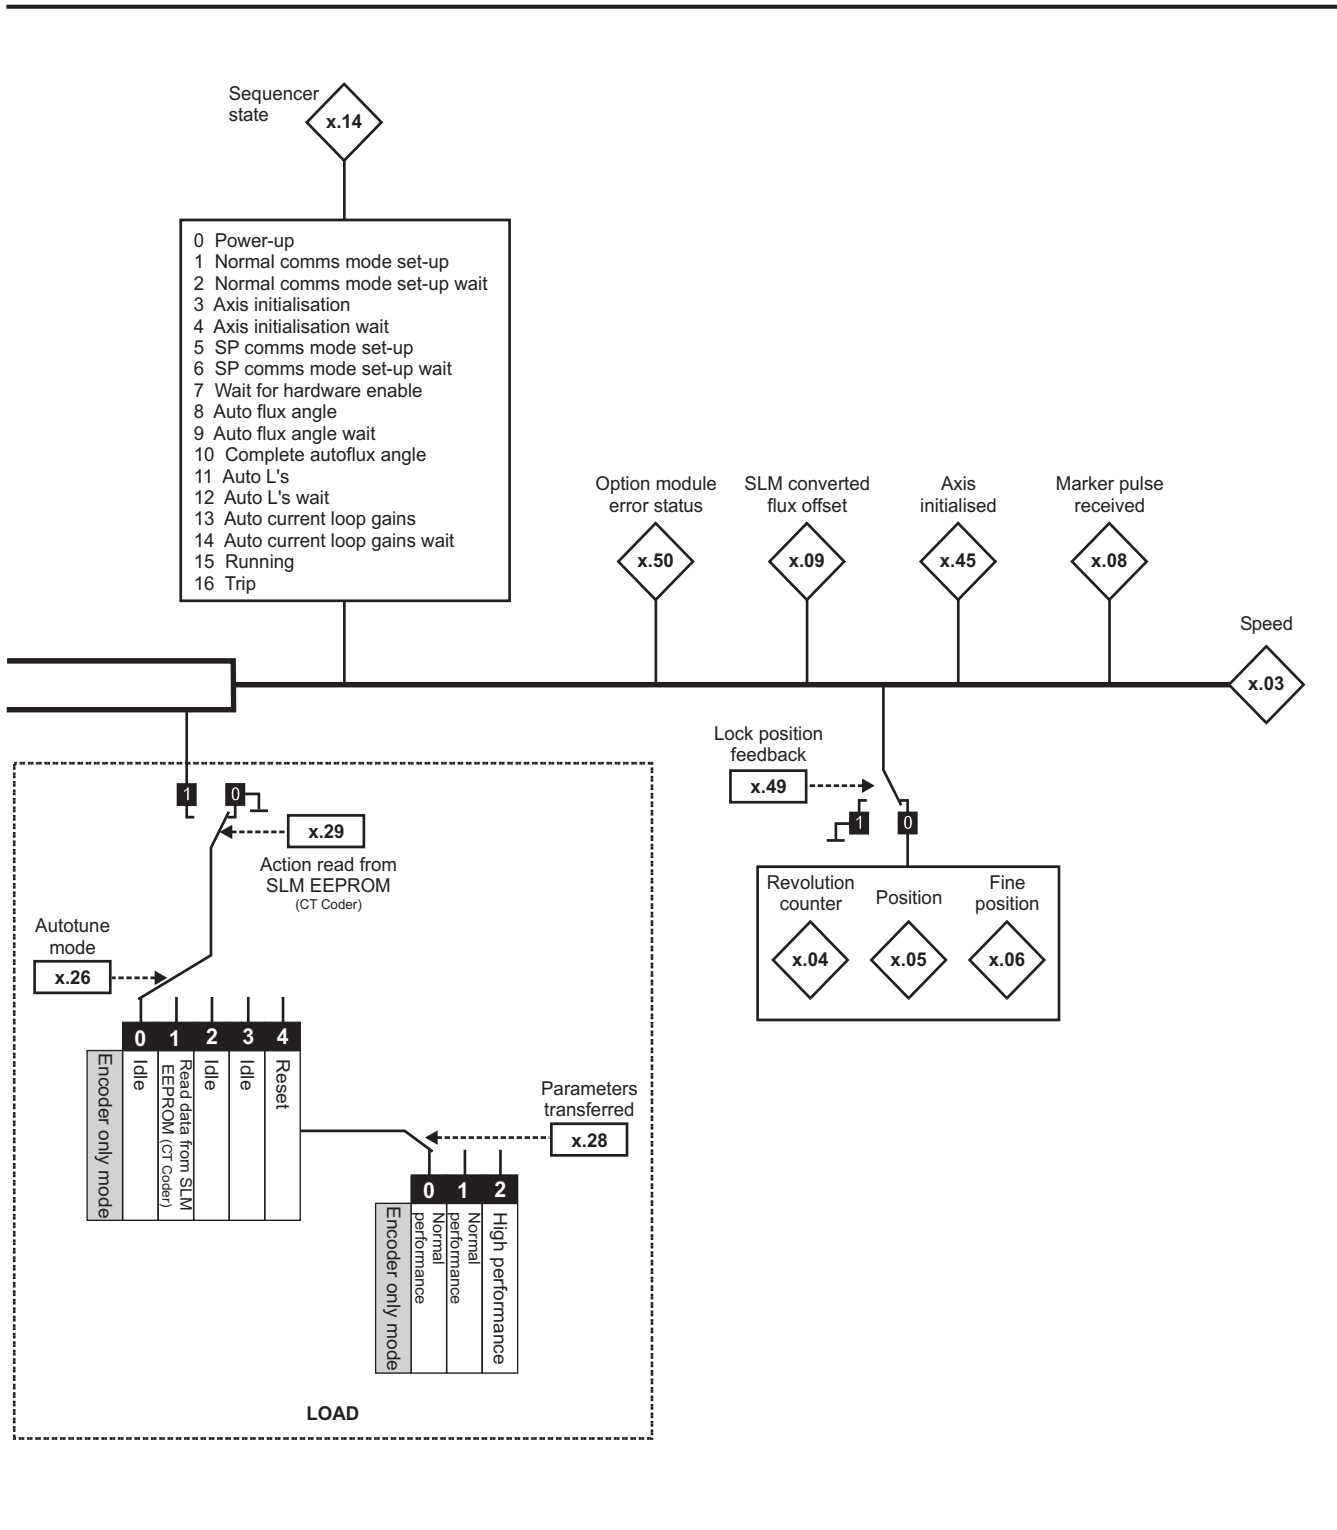 Sequencer
state
x.14
0 Power-up
1 Normal comms mode set-up
2 Normal comms mode set-up wait
3 Axis initialisation
4 Axis initialisation wait
5 SP comms mode set-up
6 SP comms mode set-up wait
7 Wait for hardware enable
8 Auto flux angle
9 Auto flux angle wait
10 Complete autoflux angle
11 Auto L's
12 Auto L's wait
13 Auto current loop gains
14 Auto current loop gains wait
15 Running
16 Trip
Option module
error status
x.50
SLM converted
flux offset
x.09
Axis
initialised
x.45
Marker pulse
received
x.08
Speed
x.03
Lock position
feedback
x.49
1 0
Revolution
counter
x.04
Position
x.05
Fine
position
x.06
1 0
x.29
Action read from
SLM EEPROM
(CT Coder)
Autotune
mode
x.26
0 1 2 3 4
Encoder only mode
Idle
Read data from SLM
EEPROM (CT Coder)
Idle
Idle
Reset
Parameters
transferred
x.28
0 1 2
Encoder only mode
Normal
performance
Normal
performance
High performance
LOAD